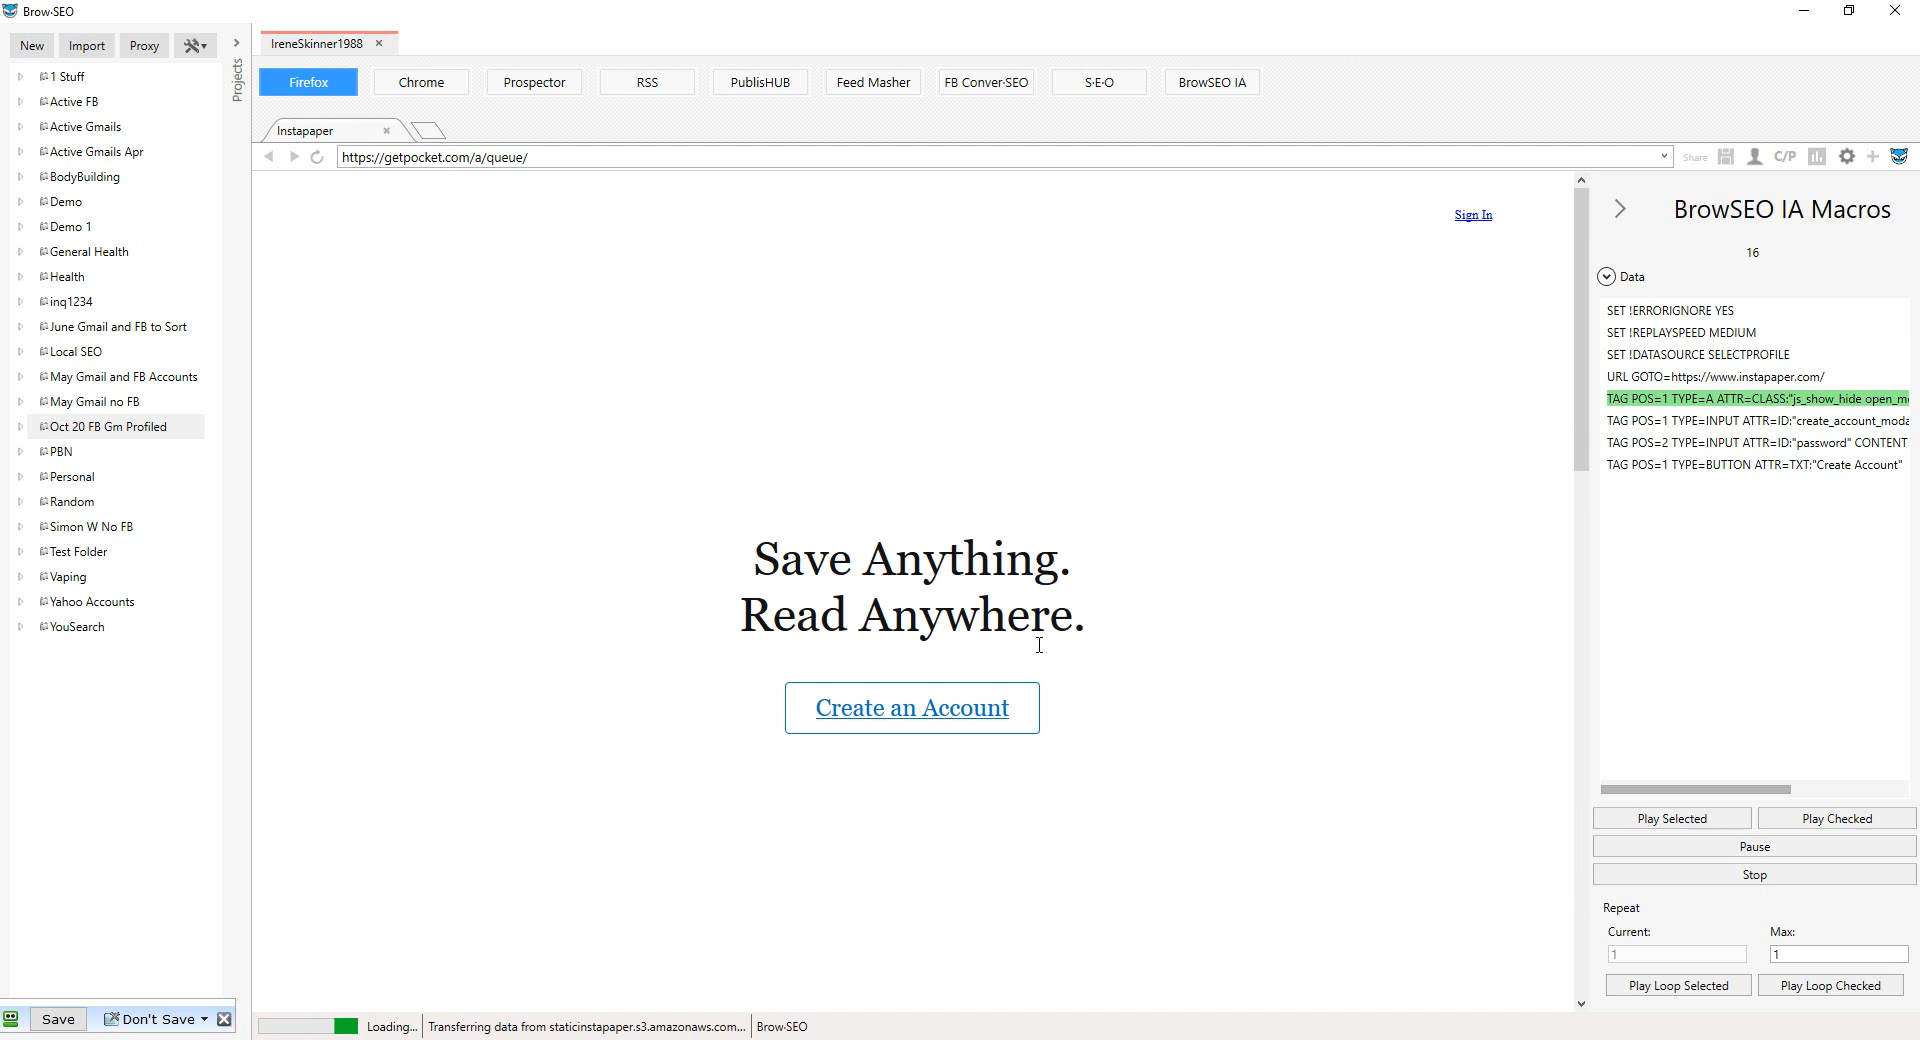 Brow·SEO
New
Import
Proxy
Projects
1 Stuff
Active FB
Active Gmails
Active Gmails Apr
BodyBuilding
Demo
Demo 1
General Health
Health
inq1234
June Gmail and FB to Sort
Local SEO
May Gmail and FB Accounts
May Gmail no FB
Oct 20 FB Gm Profiled
PBN
Personal
Random
Simon W No FB
Test Folder
Vaping
Yahoo Accounts
YouSearch
Save
Don't Save
IreneSkinner1988
Firefox
Chrome
Prospector
RSS
PublisHUB
Feed Masher
FB Conver·SEO
S·E·O
BrowSEO IA
Instapaper
https://getpocket.com/a/queue/
Share
C/P
Sign In
Save Anything.
Read Anywhere.
Create an Account
BrowSEO IA Macros
16
Data
SET !ERRORIGNORE YES
SET !REPLAYSPEED MEDIUM
SET !DATASOURCE SELECTPROFILE
URL GOTO=https://www.instapaper.com/
TAG POS=1 TYPE=A ATTR=CLASS:"js_show_hide open_m
TAG POS=1 TYPE=INPUT ATTR=ID:"create_account_moda
TAG POS=2 TYPE=INPUT ATTR=ID:"password" CONTENT
TAG POS=1 TYPE=BUTTON ATTR=TXT:"Create Account"
Play Selected
Play Checked
Pause
Stop
Repeat
Current:
Max:
1
1
Play Loop Selected
Play Loop Checked
Loading...
Transferring data from staticinstapaper.s3.amazonaws.com...
Brow·SEO